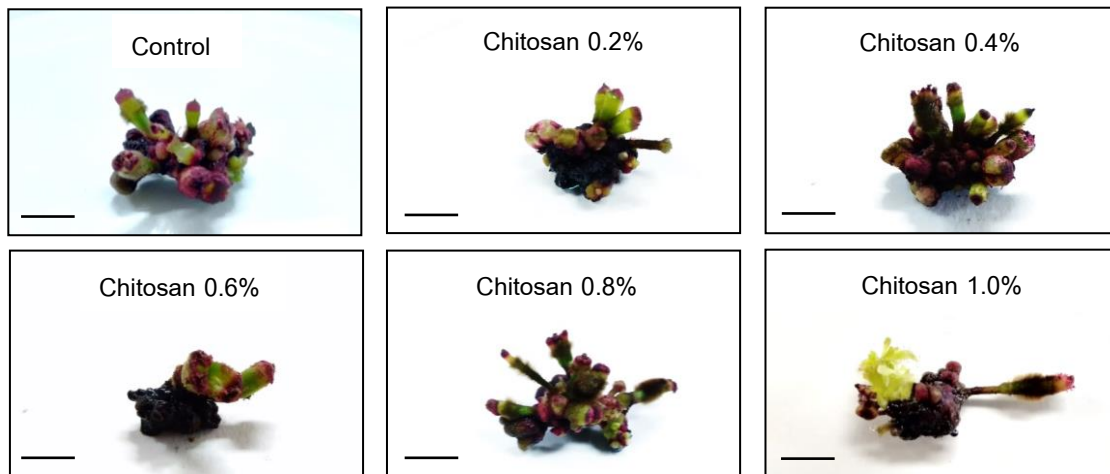 Control
Chitosan 0.2%
Chitosan 0.4%
Chitosan 0.6%
Chitosan 0.8%
Chitosan 1.0%